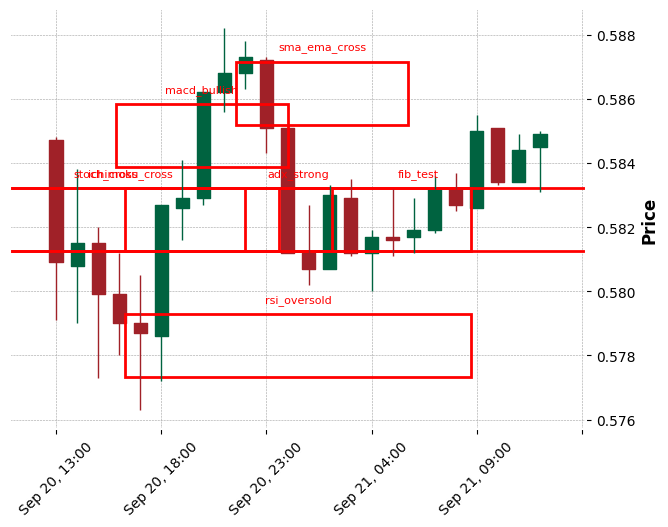 sma_ema_cross
macd_bullish
stoch_cross
ichimoku_cross
adx_strong
fib_test
rsi_oversold
0.588
0.586
0.584
0.582
0.580
0.578
0.576
Price
Sep 20, 13:00
Sep 20, 18:00
Sep 20, 23:00
Sep 21, 04:00
Sep 21, 09:00